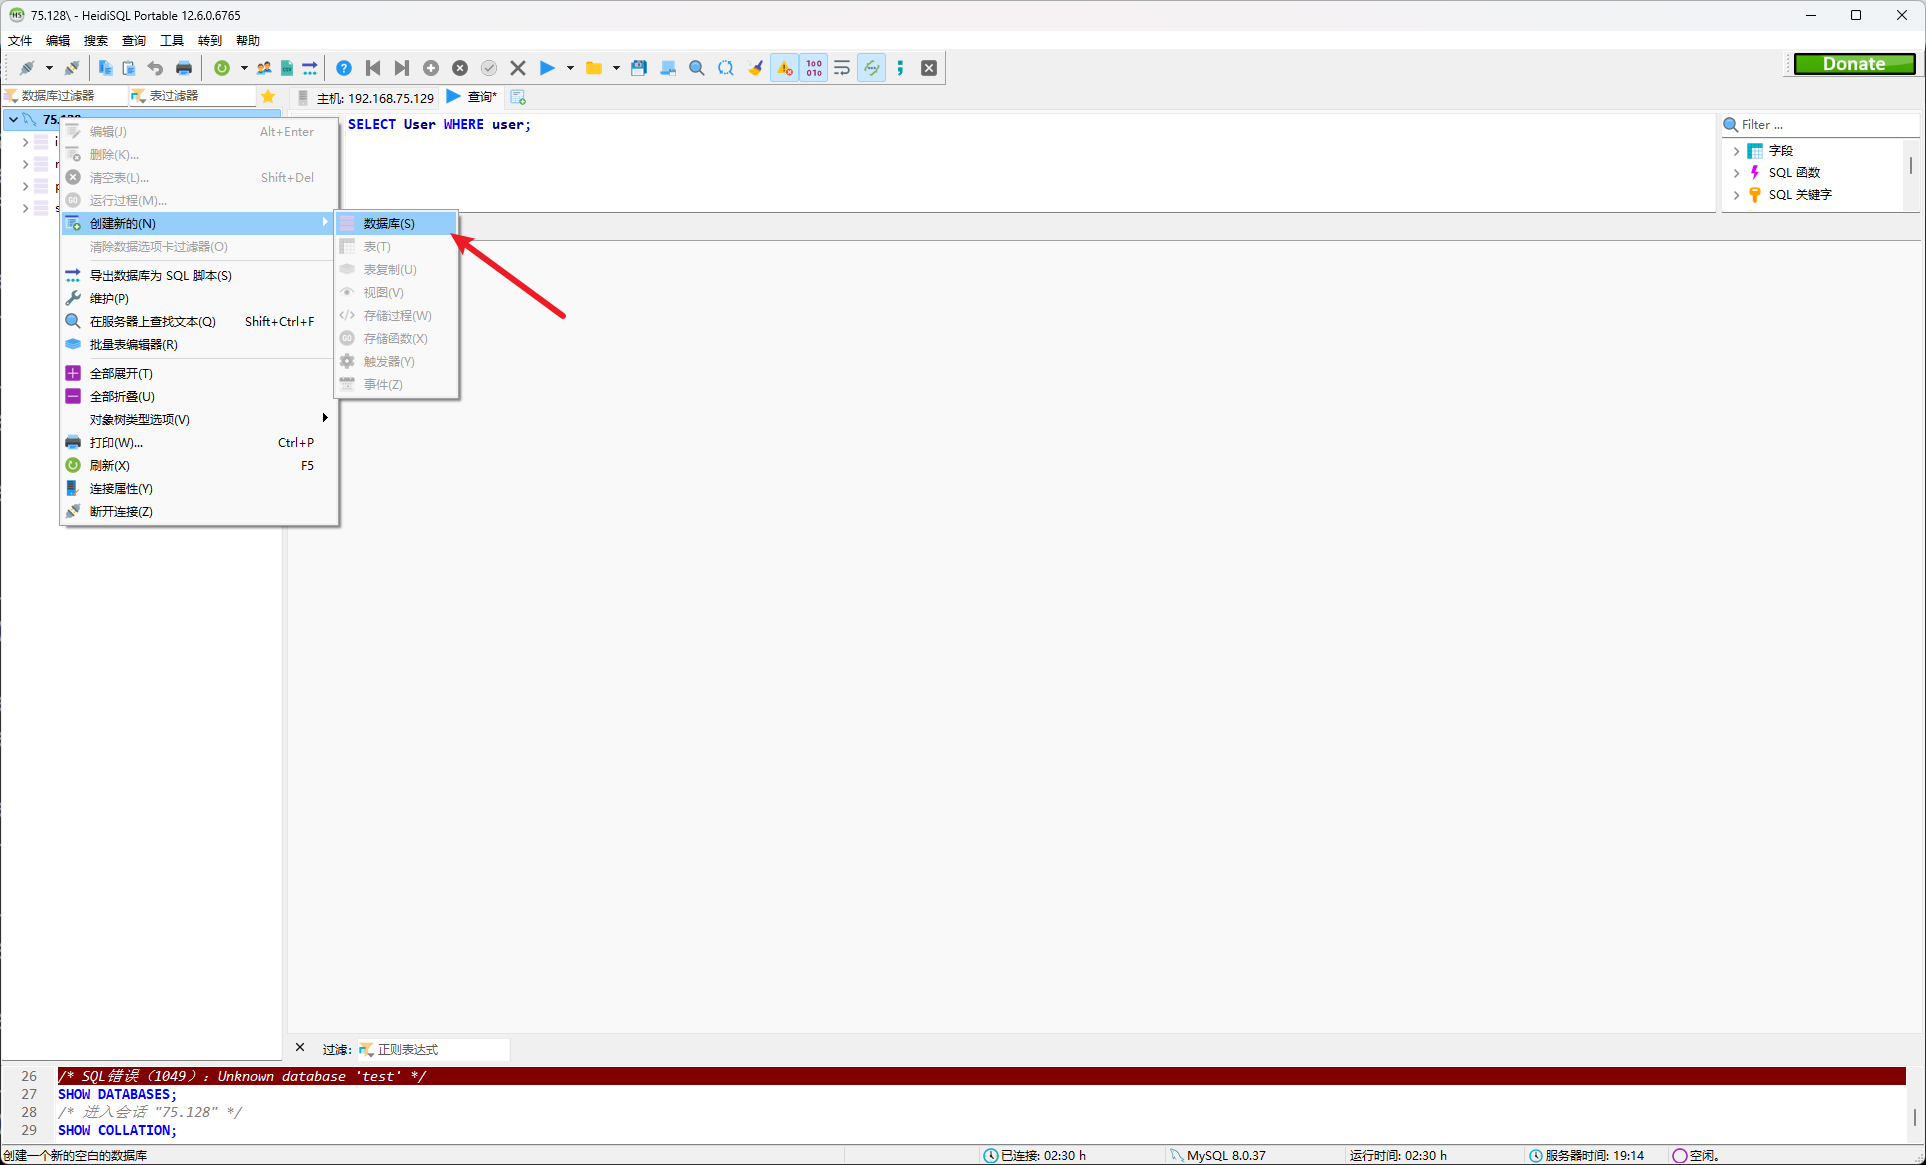 75.128\ - HeidiSQL Portable 12.6.0.6765
文件 编辑 搜索 查询 工具 转到 帮助
Donate
数据库过滤器 表过滤器
主机: 192.168.75.129 查询*
编辑(J) Alt+Enter
删除(K)...
清空表(L)... Shift+Del
运行过程(M)...
创建新的(N)
清除数据选项卡过滤器(O)
导出数据库为 SQL 脚本(S)
维护(P)
在服务器上查找文本(Q) Shift+Ctrl+F
批量表编辑器(R)
全部展开(T)
全部折叠(U)
对象树类型选项(V)
打印(W)... Ctrl+P
刷新(X) F5
连接属性(Y)
断开连接(Z)
数据库(S)
表(T)
表复制(U)
视图(V)
存储过程(W)
存储函数(X)
触发器(Y)
事件(Z)
SELECT User WHERE user;
Filter ...
字段
SQL 函数
SQL 关键字
过滤: 正则表达式
26 /* SQL错误（1049）: Unknown database 'test' */
27 SHOW DATABASES;
28 /* 进入会话 "75.128" */
29 SHOW COLLATION;
创建一个新的空白的数据库 已连接: 02:30 h MySQL 8.0.37 运行时间: 02:30 h 服务器时间: 19:14 空闲。